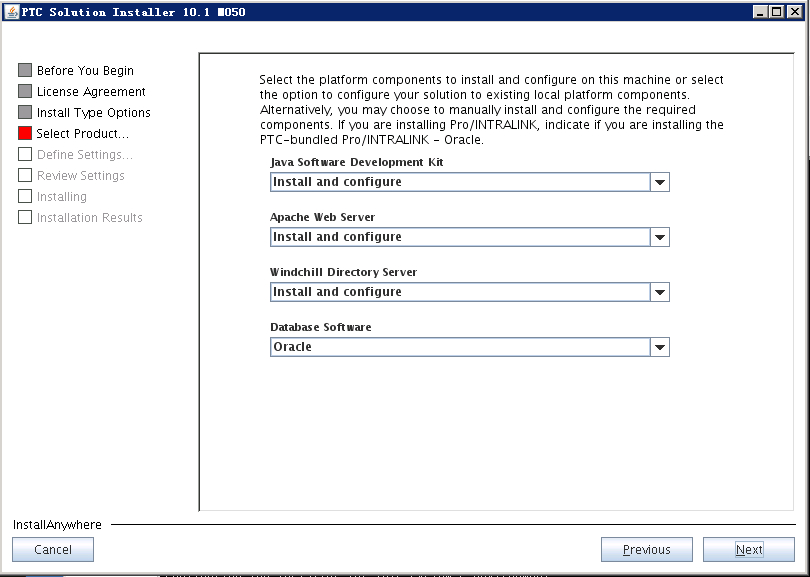 PTC Solution Installer 10.1 M050
Before You Begin
License Agreement
Install Type Options
Select Product...
Define Settings...
Review Settings
Installing
Installation Results
Select the platform components to install and configure on this machine or select
the option to configure your solution to existing local platform components.
Alternatively, you may choose to manually install and configure the required
components. If you are installing Pro/INTRALINK, indicate if you are installing the
PTC-bundled Pro/INTRALINK - Oracle.
Java Software Development Kit
Install and configure
Apache Web Server
Install and configure
Windchill Directory Server
Install and configure
Database Software
Oracle
InstallAnywhere
Cancel
Previous
Next